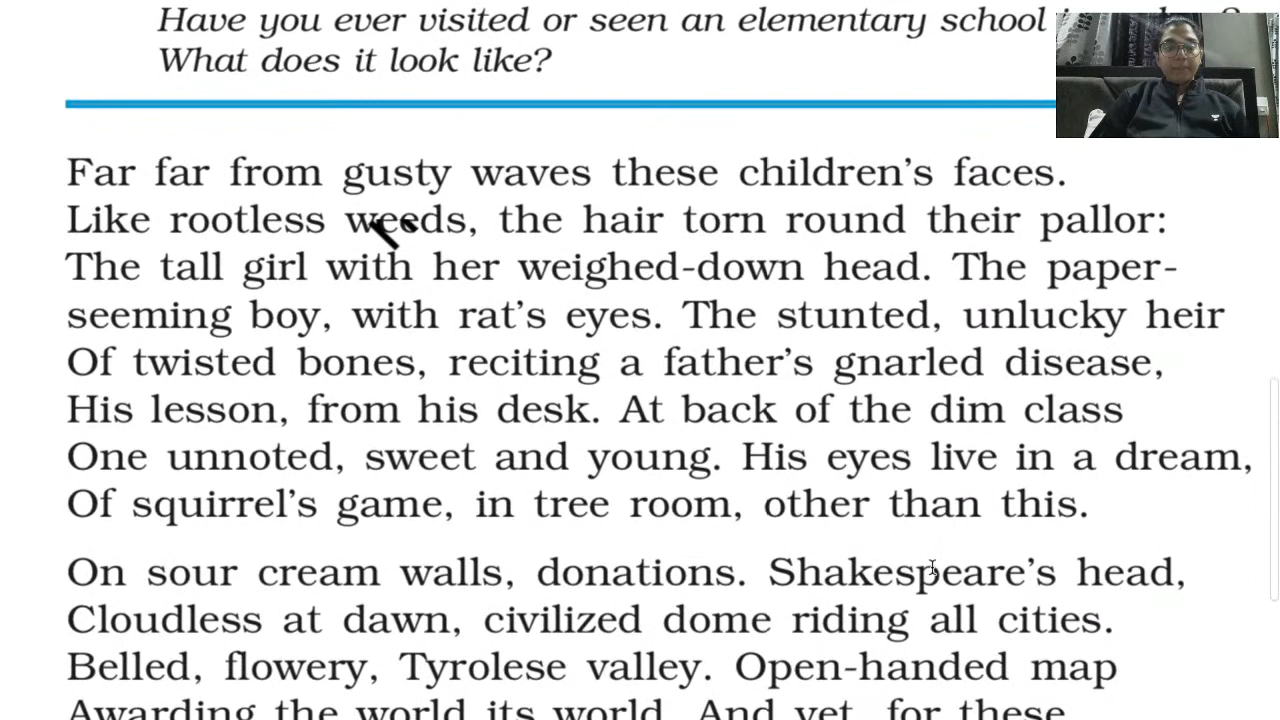 Have you ever visited or seen an elementary school
What does it look like?
Far far from gusty waves these children's faces.
Like rootless weeds, the hair torn round their pallor:
The tall girl with her weighed-down head. The paper-
seeming boy, with rat's eyes. The stunted, unlucky heir
Of twisted bones, reciting a father's gnarled disease,
His lesson, from his desk. At back of the dim class
One unnoted, sweet and young. His eyes live in a dream,
Of squirrel's game, in tree room, other than this.
On sour cream walls, donations. Shakespeare's head,
Cloudless at dawn, civilized dome riding all cities.
Belled, flowery, Tyrolese valley. Open-handed map
Awarding the world its world. And yet, for these